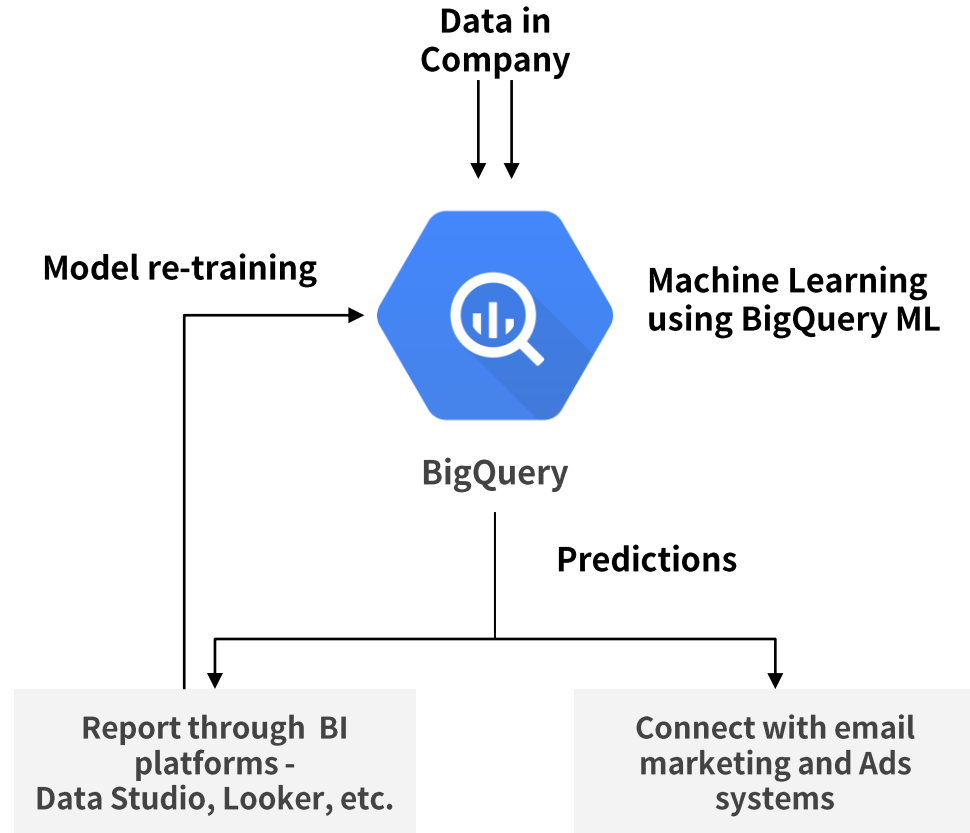 Data in
Company
Model re-training
Machine Learning
using BigQuery ML
BigQuery
Predictions
Report through BI
platforms -
Data Studio, Looker, etc.
Connect with email
marketing and Ads
systems